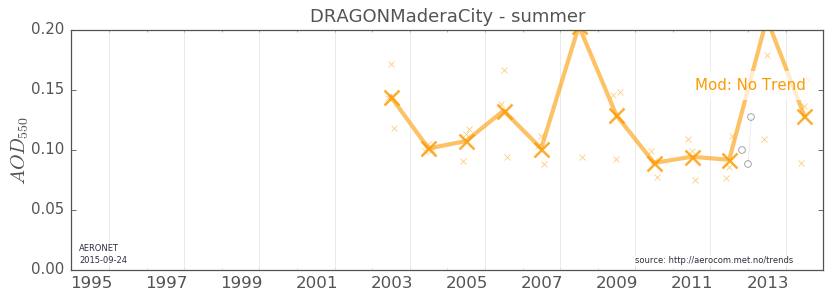 DRAGONMaderaCity - summer
0.20
0.15
0.10
0.05
0.00
AOD550
Mod: No Trend
AERONET
2015-09-24
source: http://aerocom.met.no/trends
1995 1997 1999 2001 2003 2005 2007 2009 2011 2013